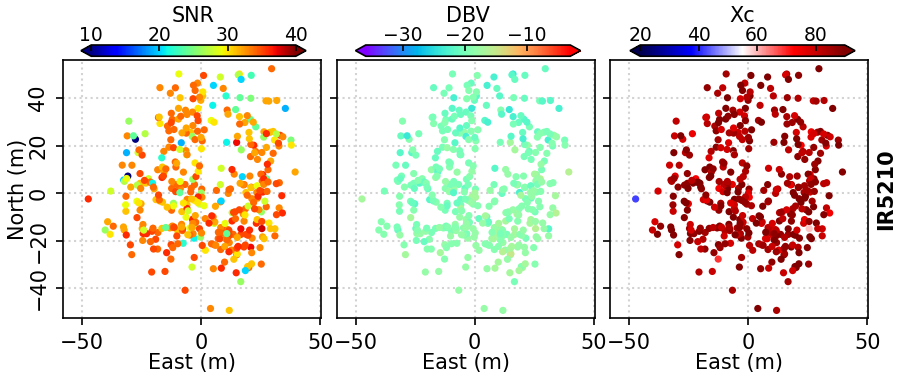 SNR DBV Xc
10 20 30 40 −30 −20 −10 20 40 60 80
North (m)
40
20
0
−20
−40
IR5210
−50 0 50 −50 0 50 −50 0 50
East (m) East (m) East (m)